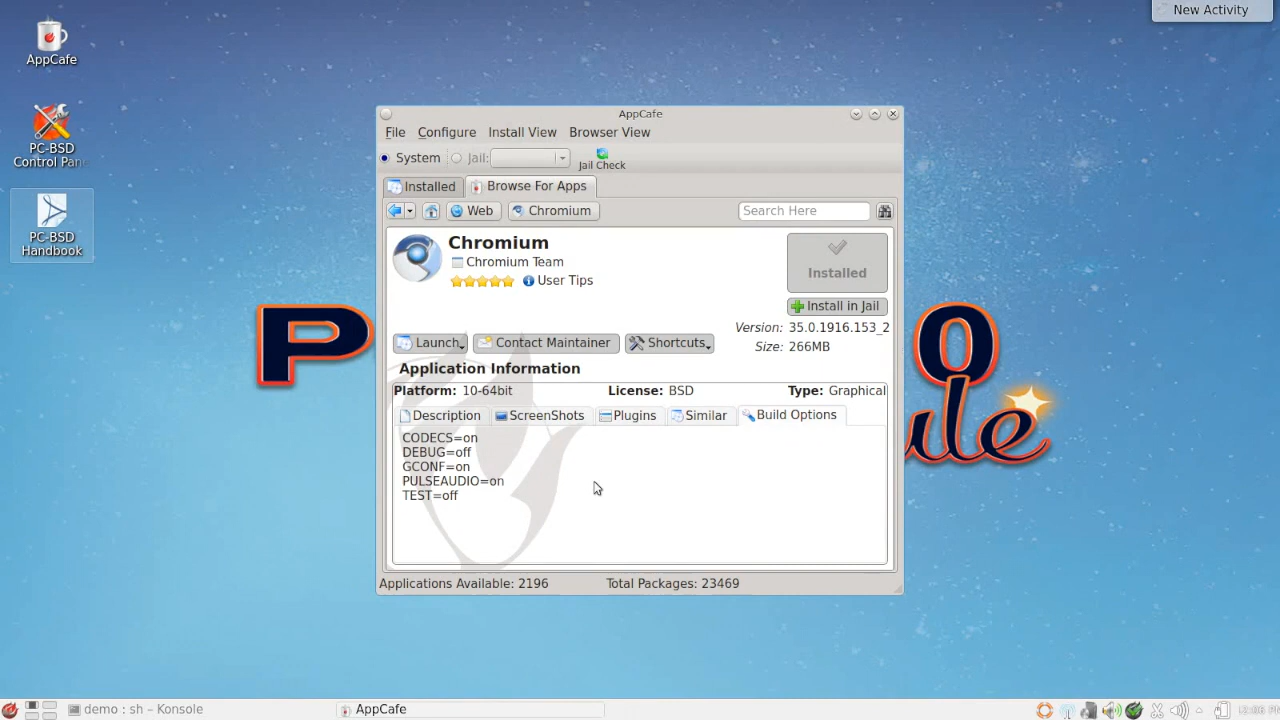 New Activity
AppCafe
PC-BSD
Control Pane
PC-BSD
Handbook
P
0
ule
AppCafe
File Configure Install View Browser View
System Jail: Jail Check
Installed Browse For Apps
Web Chromium Search Here
Chromium
Chromium Team
User Tips
Installed
Install in Jail
Version: 35.0.1916.153_2
Size: 266MB
Launch Contact Maintainer Shortcuts
Application Information
Platform: 10-64bit License: BSD Type: Graphical
Description ScreenShots Plugins Similar Build Options
CODECS=on
DEBUG=off
GCONF=on
PULSEAUDIO=on
TEST=off
Applications Available: 2196 Total Packages: 23469
demo : sh – Konsole AppCafe